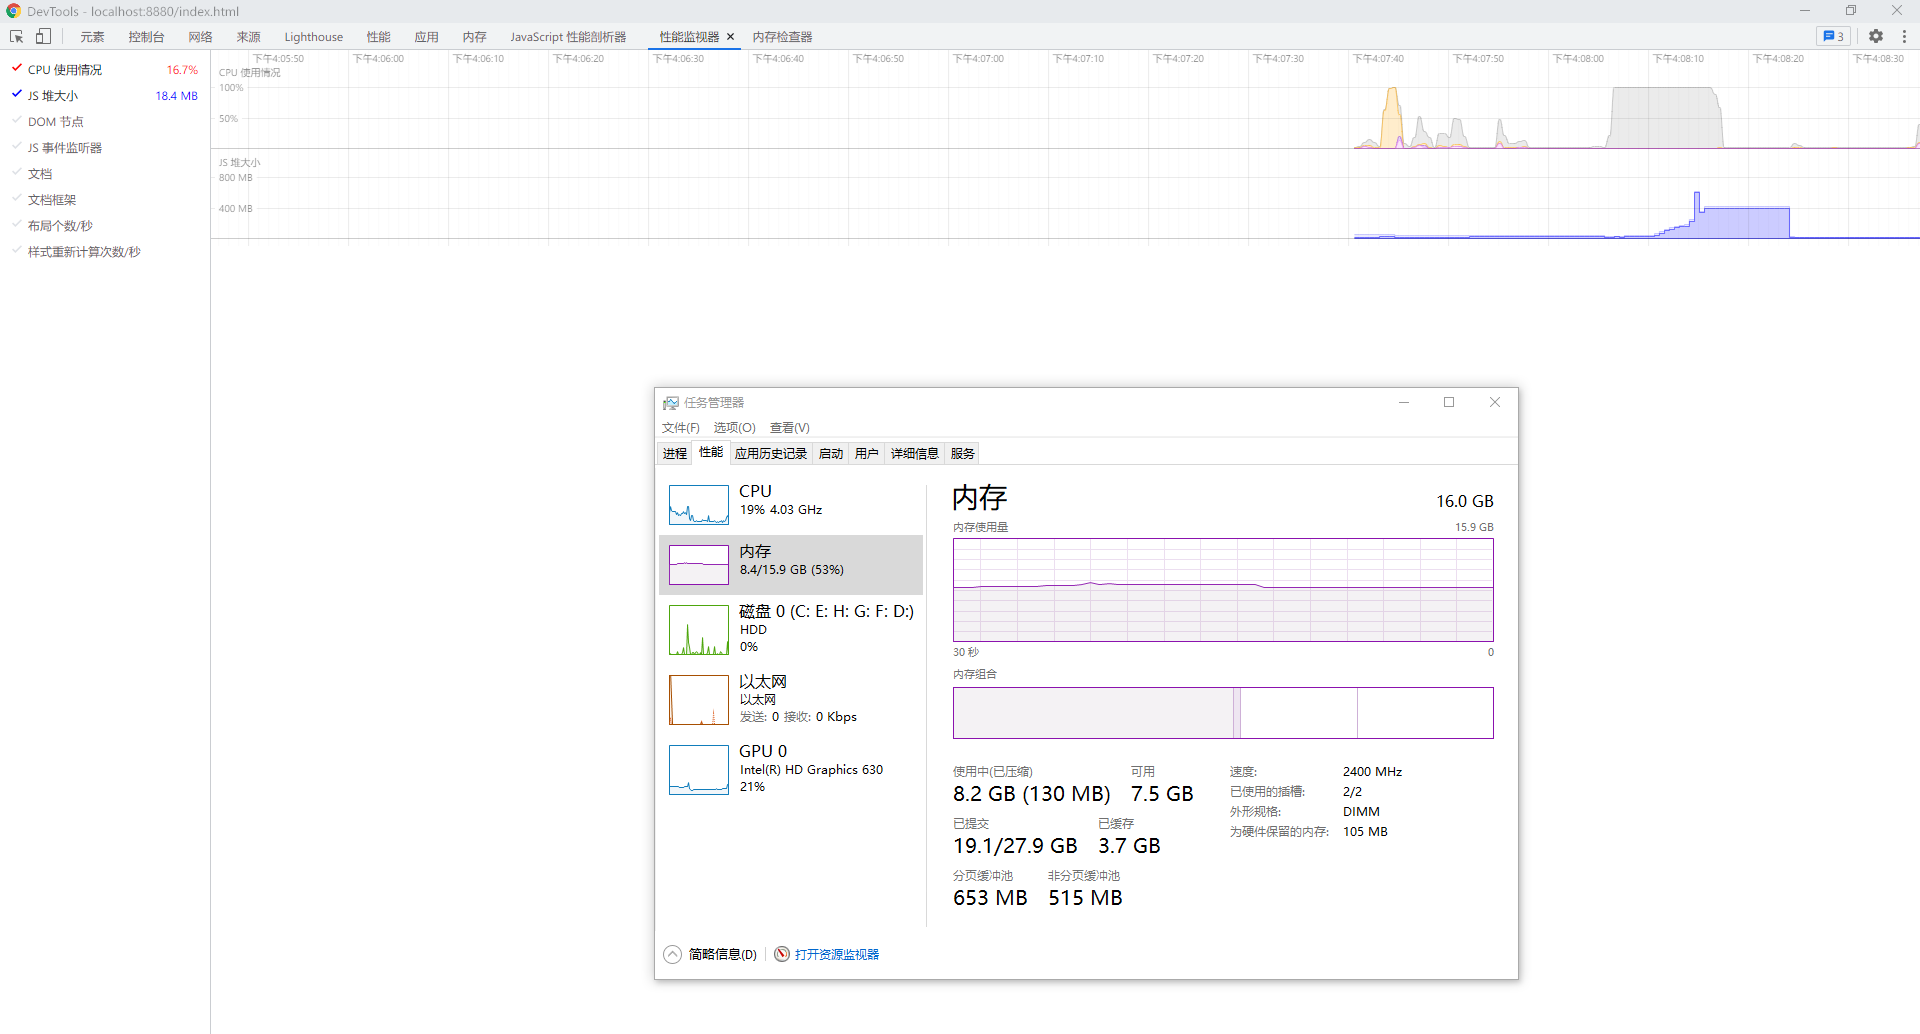 DevTools - localhost:8880/index.html
元素 控制台 网络 来源 Lighthouse 性能 应用 内存 JavaScript 性能剖析器 性能监视器 × 内存检查器 3
CPU 使用情况 16.7%
JS 堆大小 18.4 MB
DOM 节点
JS 事件监听器
文档
文档框架
布局个数/秒
样式重新计算次数/秒
下午4:05:50 下午4:06:00 下午4:06:10 下午4:06:20 下午4:06:30 下午4:06:40 下午4:06:50 下午4:07:00 下午4:07:10 下午4:07:20 下午4:07:30 下午4:07:40 下午4:07:50 下午4:08:00 下午4:08:10 下午4:08:20 下午4:08:30
CPU 使用情况
100%
50%
JS 堆大小
800 MB
400 MB
任务管理器
文件(F) 选项(O) 查看(V)
进程 性能 应用历史记录 启动 用户 详细信息 服务
CPU
19% 4.03 GHz
内存
8.4/15.9 GB (53%)
磁盘 0 (C: E: H: G: F: D:)
HDD
0%
以太网
以太网
发送: 0 接收: 0 Kbps
GPU 0
Intel(R) HD Graphics 630
21%
内存 16.0 GB
内存使用量 15.9 GB
30 秒 0
内存组合
使用中(已压缩) 可用
8.2 GB (130 MB) 7.5 GB
已提交 已缓存
19.1/27.9 GB 3.7 GB
分页缓冲池 非分页缓冲池
653 MB 515 MB
速度: 2400 MHz
已使用的插槽: 2/2
外形规格: DIMM
为硬件保留的内存: 105 MB
简略信息(D) 打开资源监视器